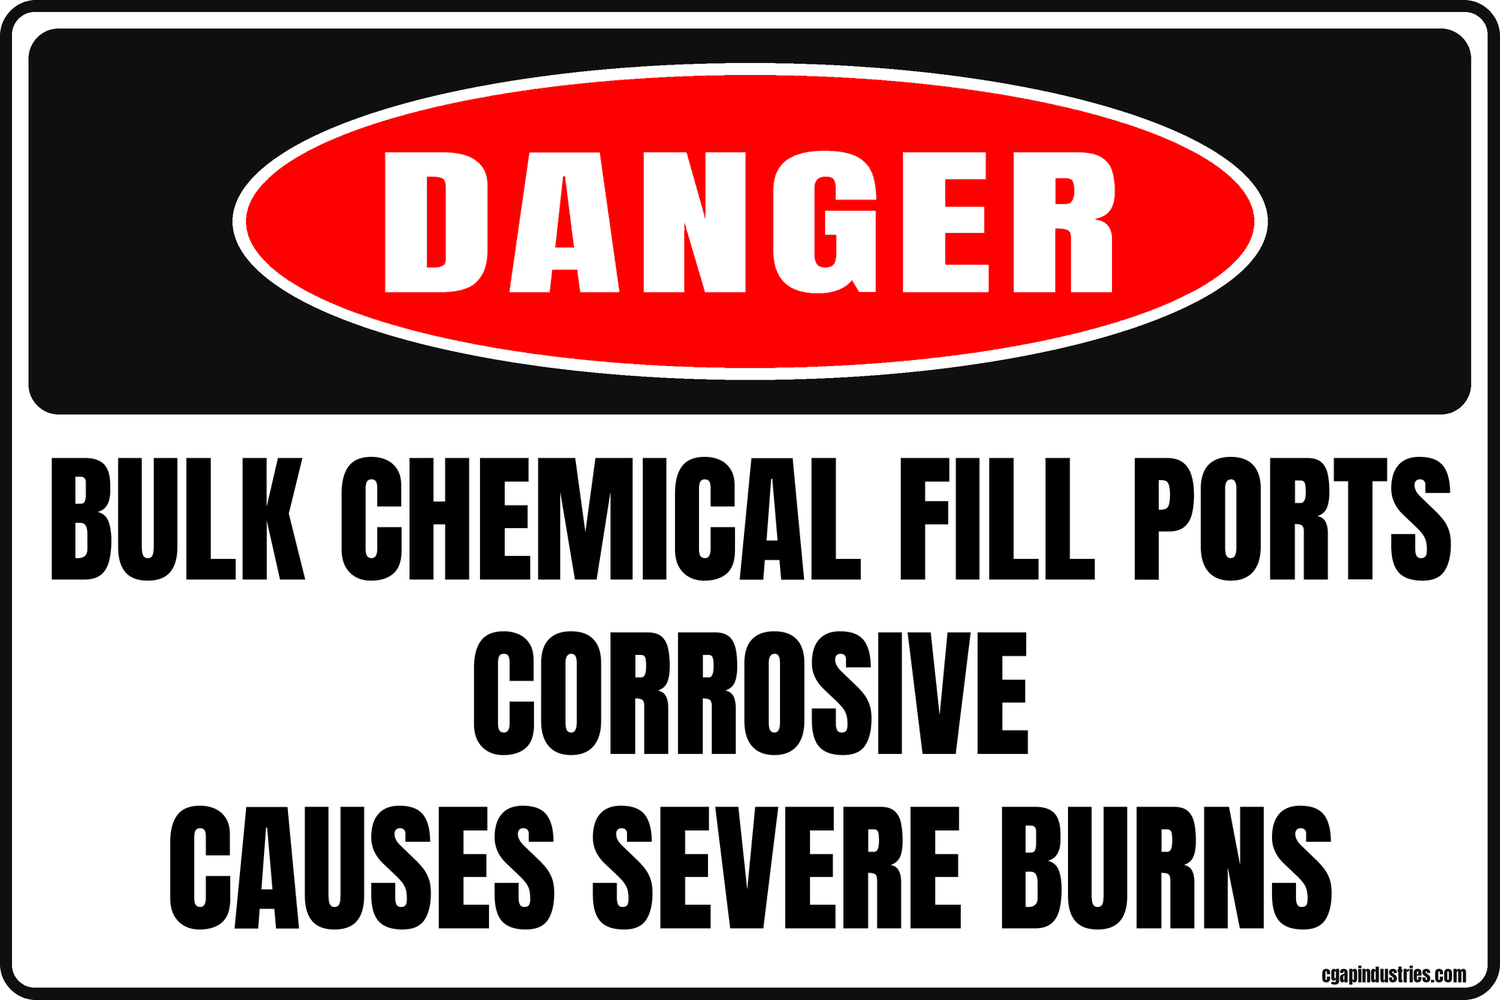 DANGER
BULK CHEMICAL FILL PORTS
CORROSIVE
CAUSES SEVERE BURNS
cgapindustries.com